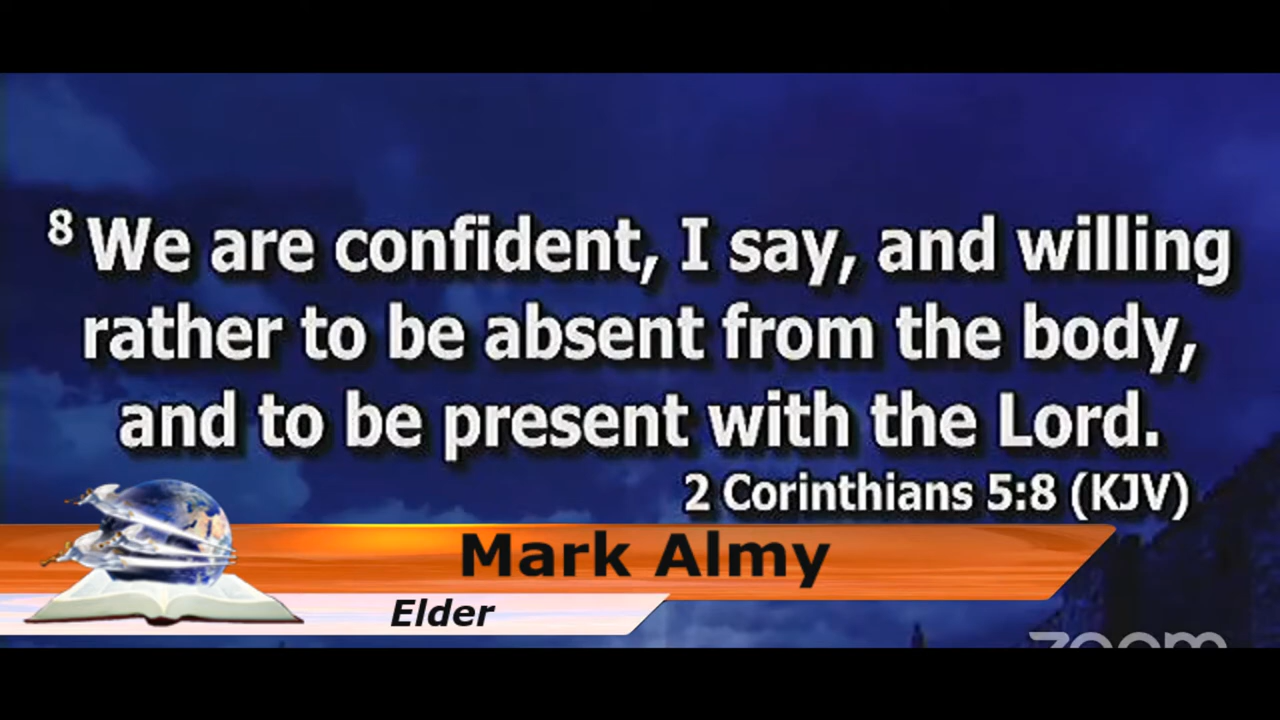 8 We are confident, I say, and willing
rather to be absent from the body,
and to be present with the Lord.
2 Corinthians 5:8 (KJV)
Mark Almy
Elder
zoom